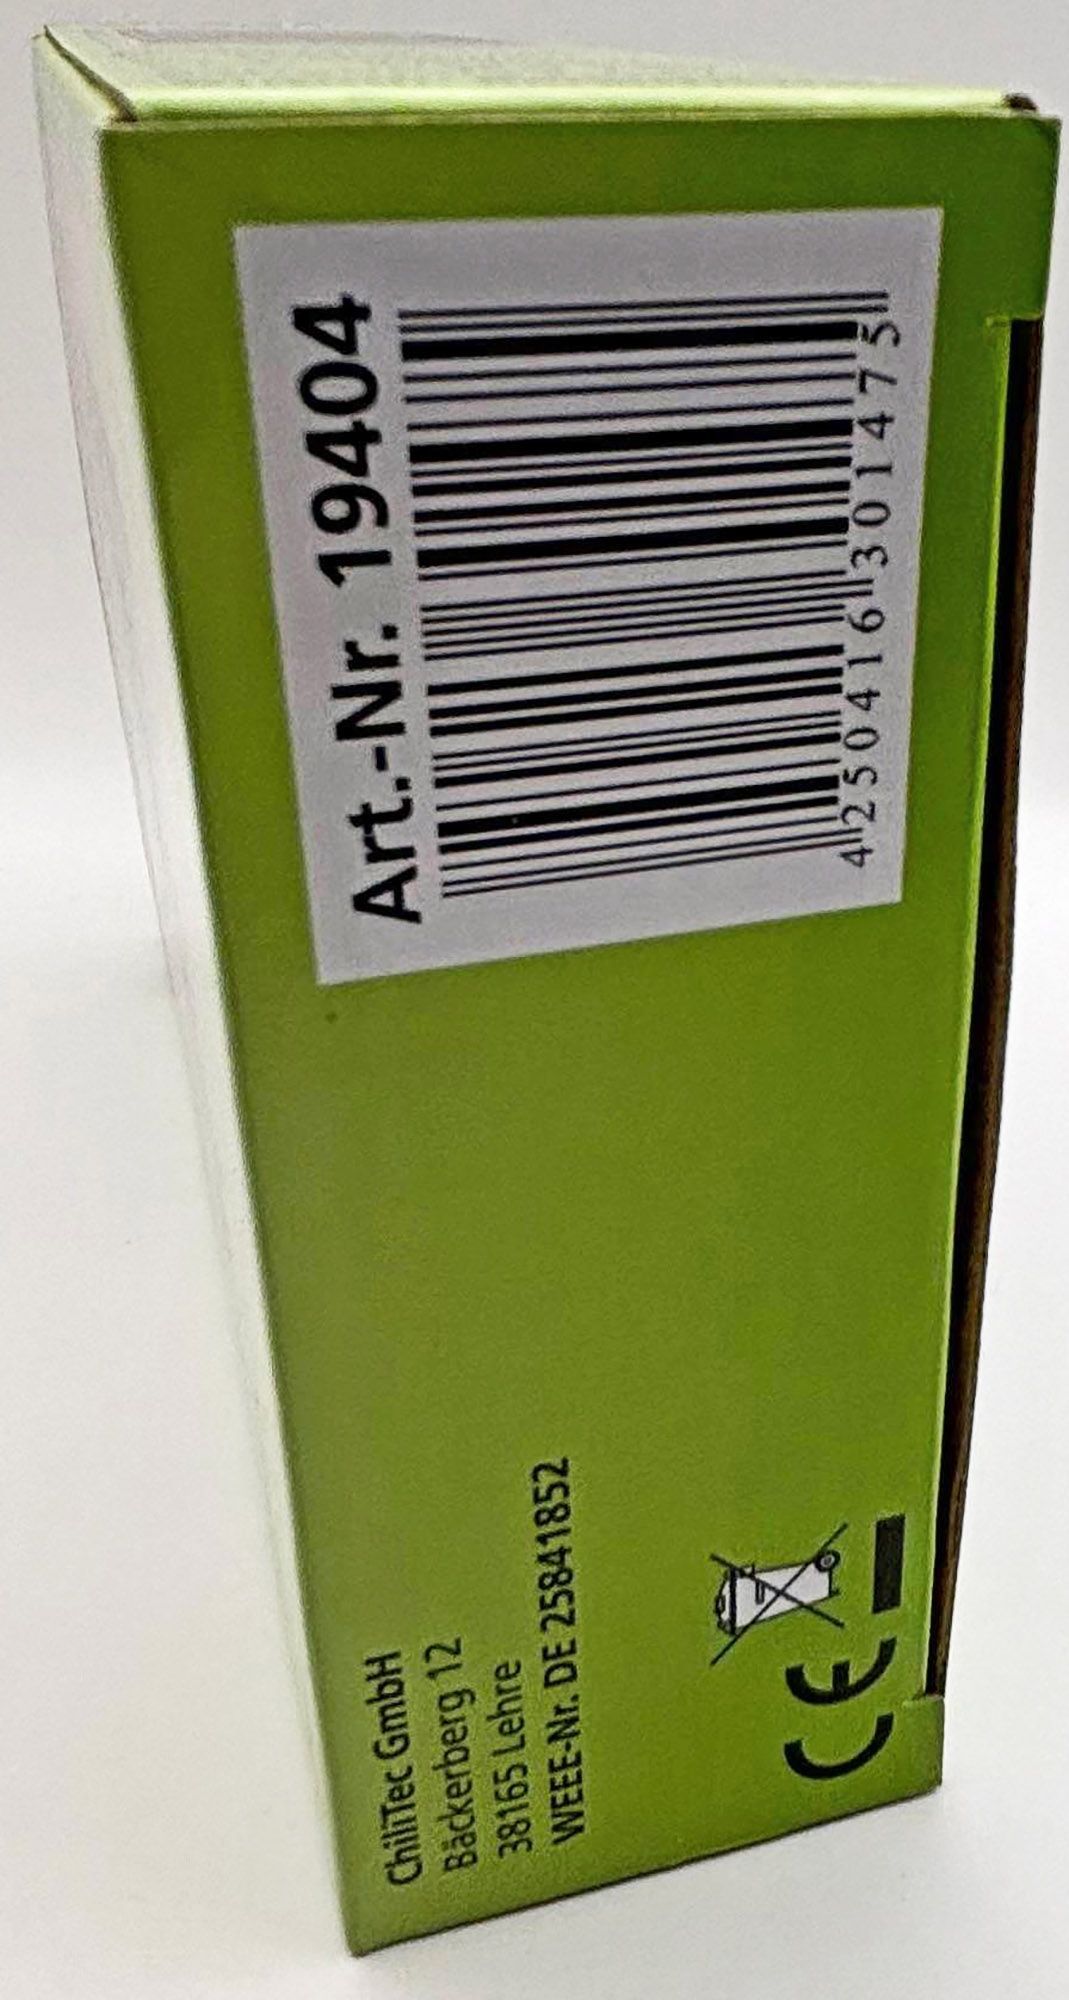 Art.-Nr. 19404
4 250416 301475
ChiliTec GmbH
Bäckerberg 12
38165 Lehre
WEEE-Nr. DE 25841852
CE